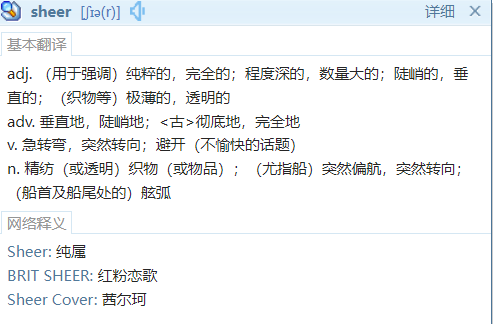 sheer [ʃɪə(r)] 详细
基本翻译
adj. （用于强调）纯粹的，完全的；程度深的，数量大的；陡峭的，垂
直的；（织物等）极薄的，透明的
adv. 垂直地，陡峭地；<古>彻底地，完全地
v. 急转弯，突然转向；避开（不愉快的话题）
n. 精纺（或透明）织物（或物品）；（尤指船）突然偏航，突然转向；
（船首及船尾处的）舷弧
网络释义
Sheer: 纯属
BRIT SHEER: 红粉恋歌
Sheer Cover: 茜尔珂